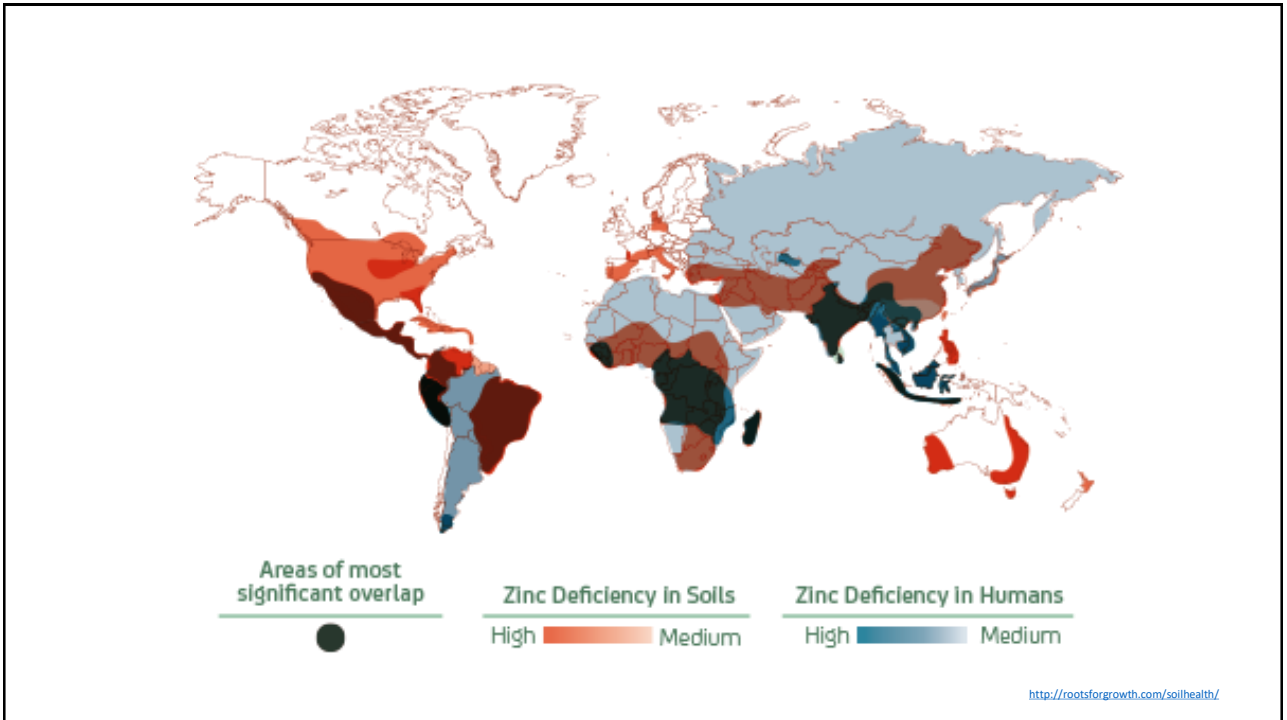 Areas of most
significant overlap
Zinc Deficiency in Soils
High Medium
Zinc Deficiency in Humans
High Medium
http://rootsforgrowth.com/soilhealth/